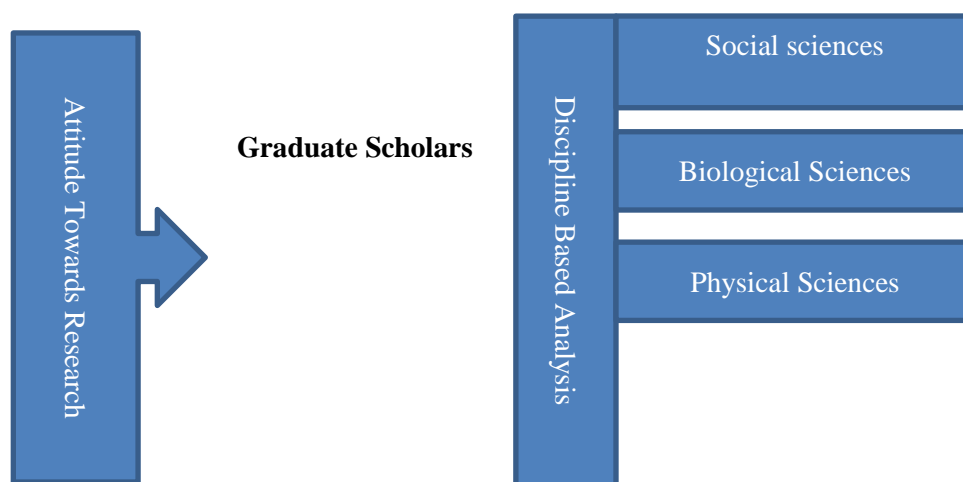 Attitude Towards Research
Graduate Scholars
Discipline Based Analysis
Social sciences
Biological Sciences
Physical Sciences